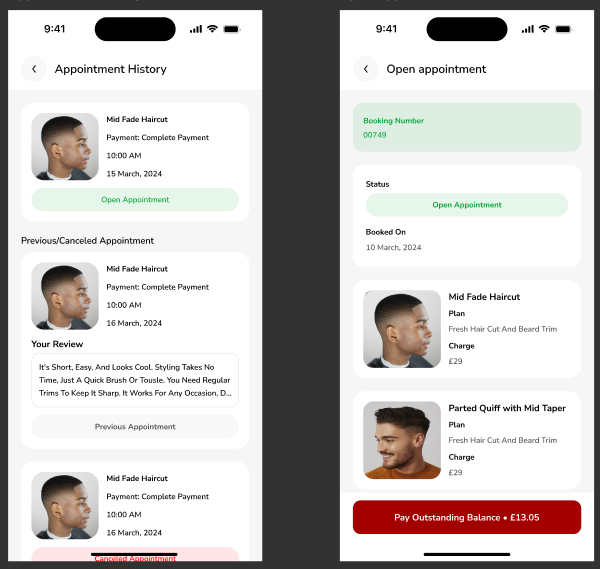 9:41
Appointment History
Mid Fade Haircut
Payment: Complete Payment
10:00 AM
15 March, 2024
Open Appointment
Previous/Canceled Appointment
Mid Fade Haircut
Payment: Complete Payment
10:00 AM
16 March, 2024
Your Review
It's Short, Easy, And Looks Cool. Styling Takes No
Time, Just A Quick Brush Or Tousle. You Need Regular
Trims To Keep It Sharp. It Works For Any Occasion, D...
Previous Appointment
Mid Fade Haircut
Payment: Complete Payment
10:00 AM
16 March, 2024
Canceled Appointment
9:41
Open appointment
Booking Number
00749
Status
Open Appointment
Booked On
10 March, 2024
Mid Fade Haircut
Plan
Fresh Hair Cut And Beard Trim
Charge
£29
Parted Quiff with Mid Taper
Plan
Fresh Hair Cut And Beard Trim
Charge
£29
Pay Outstanding Balance • £13.05